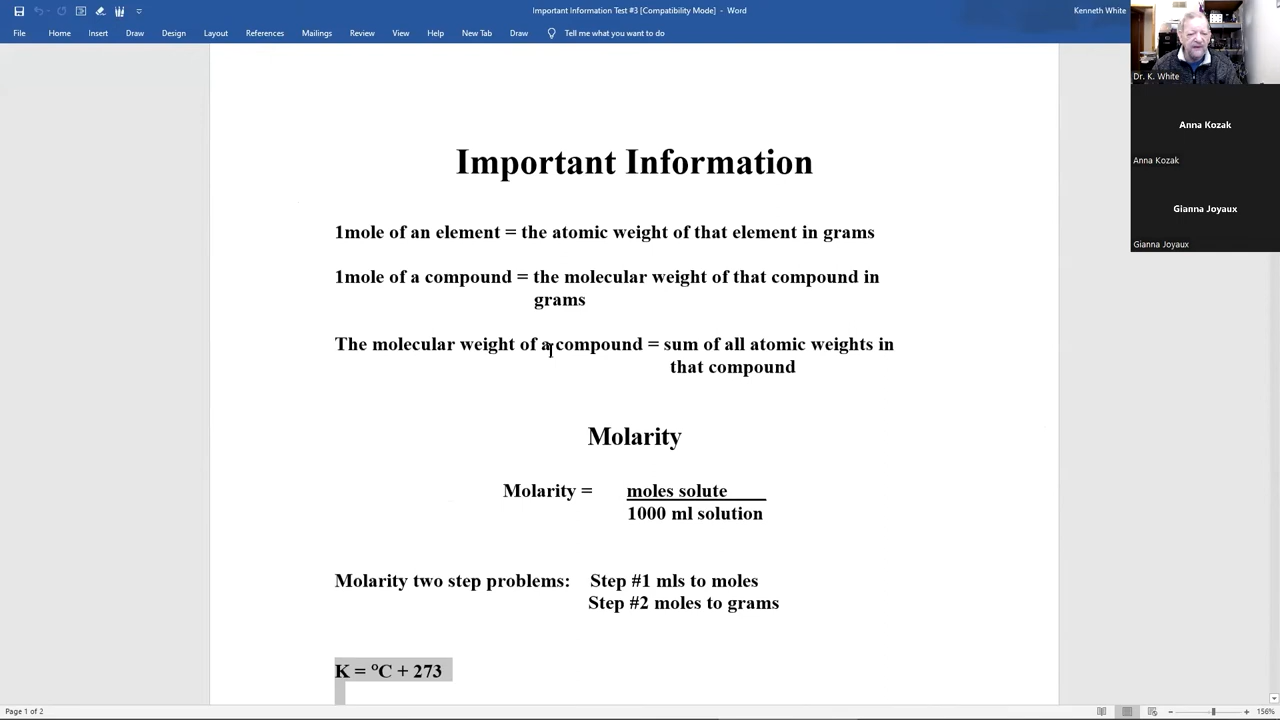 Important Information Test #3 [Compatibility Mode] - Word
Kenneth White
File Home Insert Draw Design Layout References Mailings Review View Help New Tab Draw Tell me what you want to do
Dr. K. White
Anna Kozak
Anna Kozak
Gianna Joyaux
Gianna Joyaux
Important Information
1mole of an element = the atomic weight of that element in grams
1mole of a compound = the molecular weight of that compound in
grams
The molecular weight of a compound = sum of all atomic weights in
that compound
Molarity
Molarity = moles solute
1000 ml solution
Molarity two step problems: Step #1 mls to moles
Step #2 moles to grams
K = °C + 273
Page 1 of 2
156%